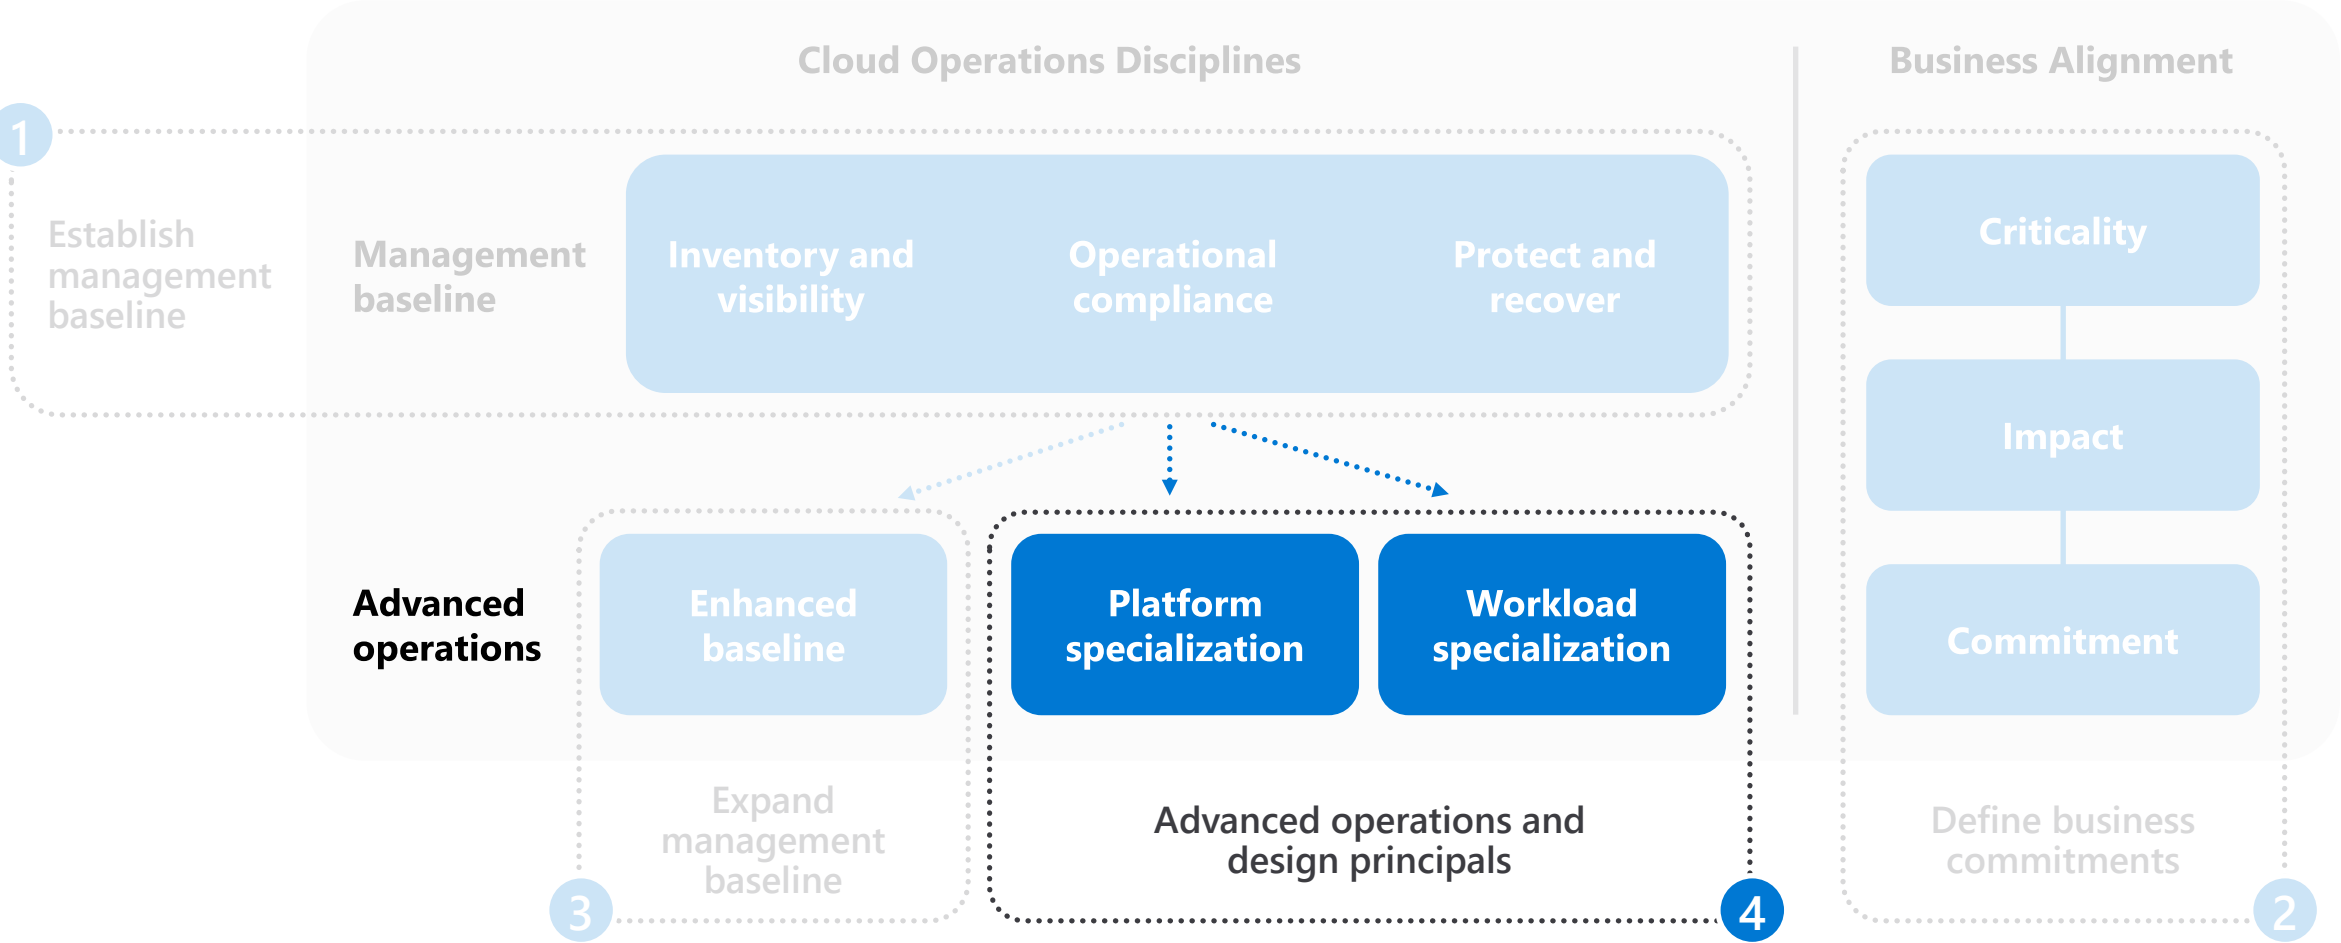 Cloud Operations Disciplines
Business Alignment
1
Establish
management
baseline
Management
baseline
Inventory and
visibility
Operational
compliance
Protect and
recover
Criticality
Impact
Commitment
Advanced
operations
Enhanced
baseline
Platform
specialization
Workload
specialization
Expand
management
baseline
3
Advanced operations and
design principals
4
Define business
commitments
2